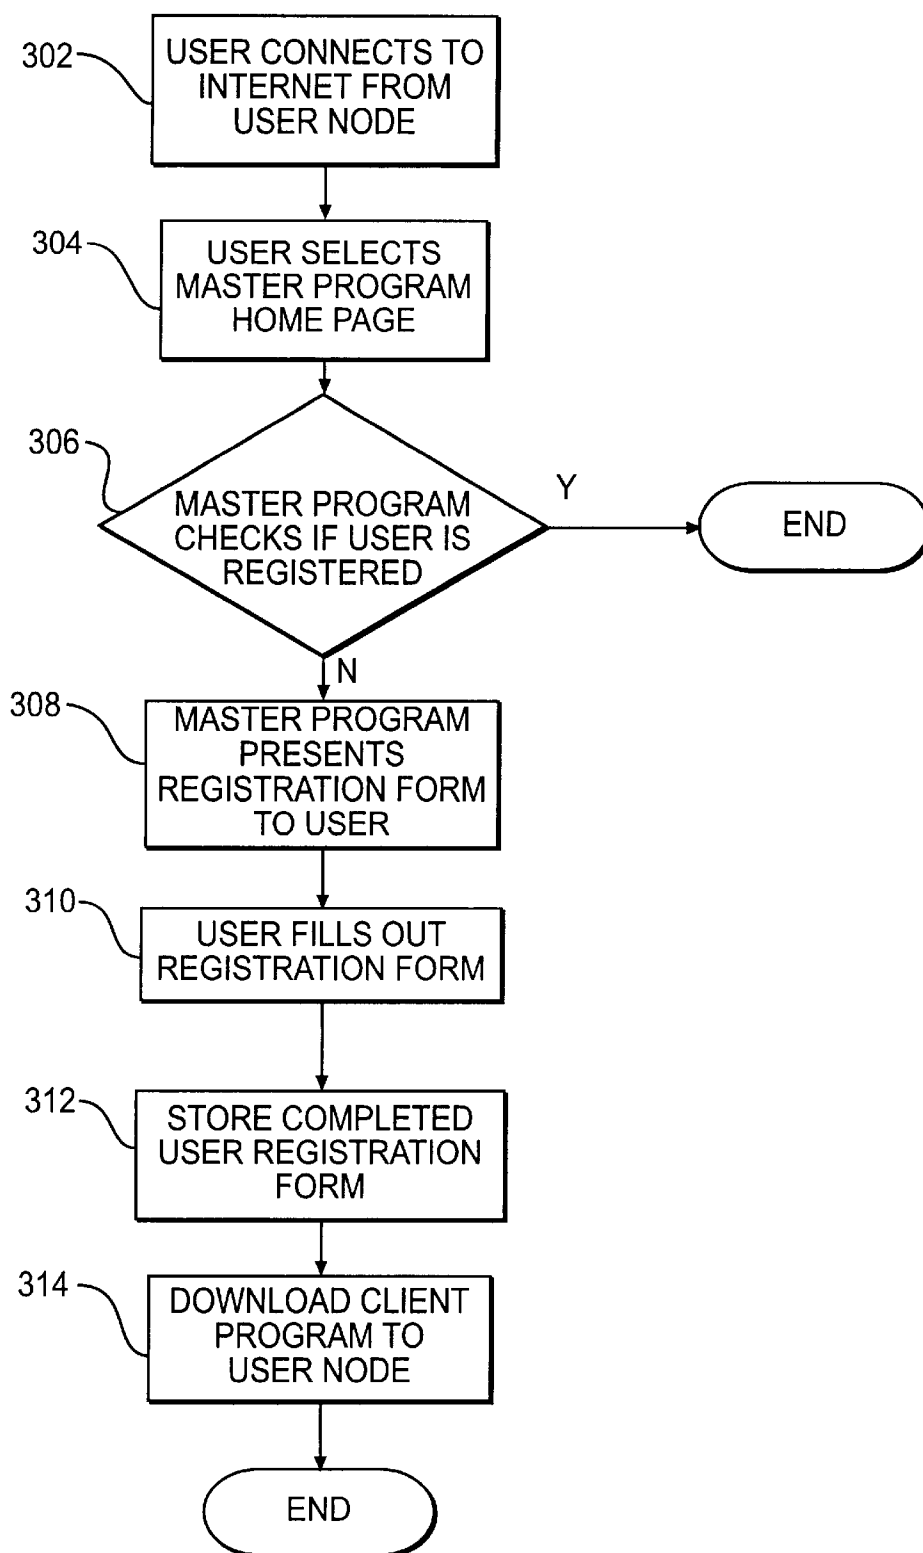 302
USER CONNECTS TO
INTERNET FROM
USER NODE
304
USER SELECTS
MASTER PROGRAM
HOME PAGE
306
MASTER PROGRAM
CHECKS IF USER IS
REGISTERED
Y
END
N
308
MASTER PROGRAM
PRESENTS
REGISTRATION FORM
TO USER
310
USER FILLS OUT
REGISTRATION FORM
312
STORE COMPLETED
USER REGISTRATION
FORM
314
DOWNLOAD CLIENT
PROGRAM TO
USER NODE
END